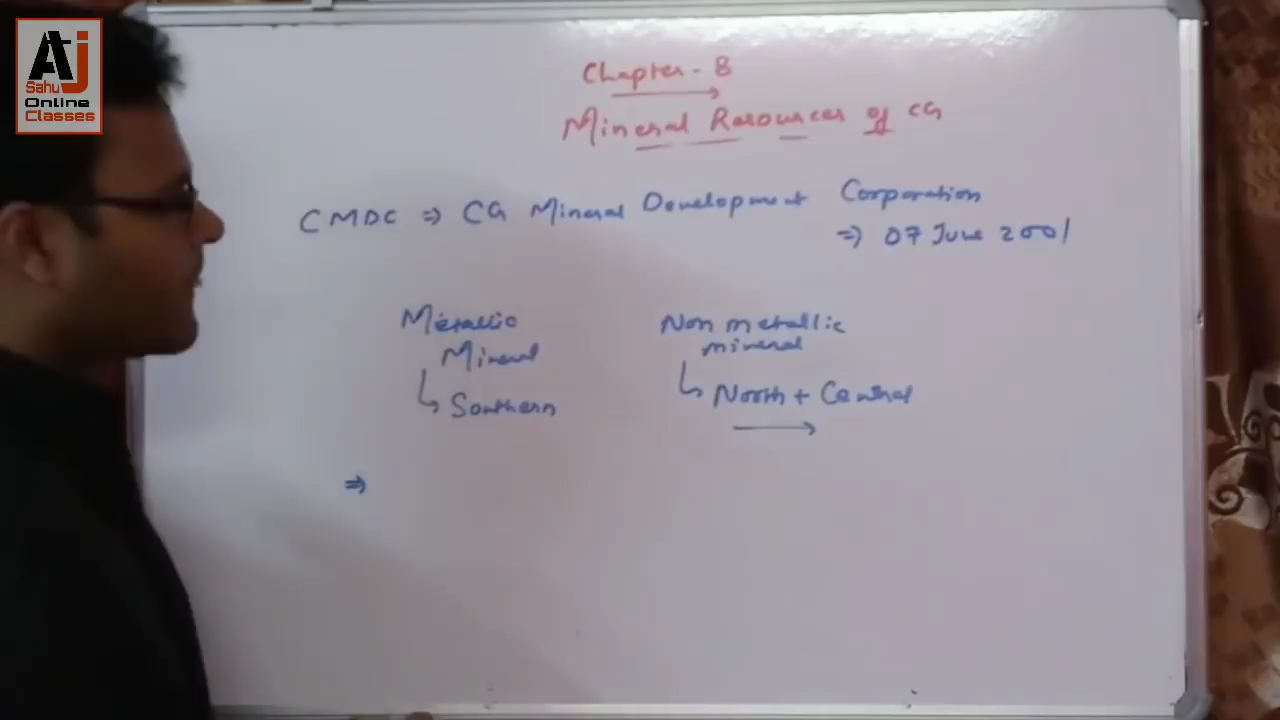 AJ
Sahu
Online
Classes
Chapter - 8
Mineral Resources of CG
CMDC ⇒ CG Mineral Development Corporation
⇒ 07 June 2001
Metallic
Mineral
↳ Southern
Non metallic
mineral
↳ North + Central
→
⇒